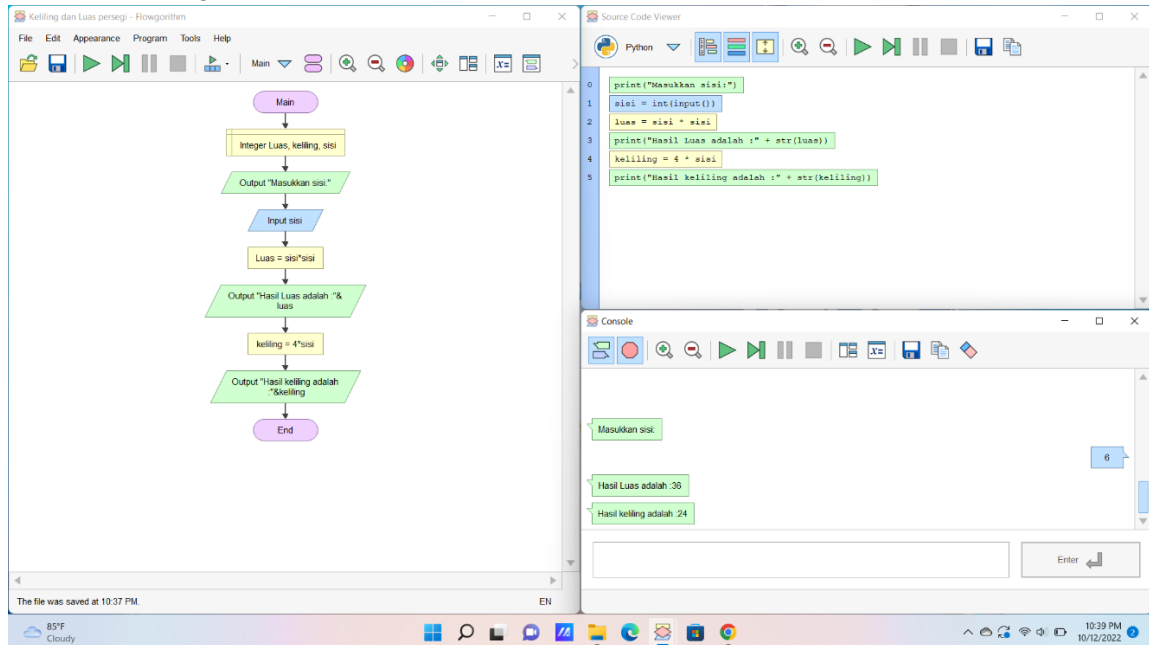 Keliling dan Luas persegi - Flowgorithm
File Edit Appearance Program Tools Help
Main
Main
Integer Luas, keliling, sisi
Output "Masukkan sisi:"
Input sisi
Luas = sisi*sisi
Output "Hasil Luas adalah :"&
luas
keliling = 4*sisi
Output "Hasil keliling adalah
:"&keliling
End
The file was saved at 10:37 PM.
EN
Source Code Viewer
Python
0 print("Masukkan sisi:")
1 sisi = int(input())
2 luas = sisi * sisi
3 print("Hasil Luas adalah :" + str(luas))
4 keliling = 4 * sisi
5 print("Hasil keliling adalah :" + str(keliling))
Console
Masukkan sisi:
6
Hasil Luas adalah :36
Hasil keliling adalah :24
Enter
85°F
Cloudy
10:39 PM
10/12/2022
2